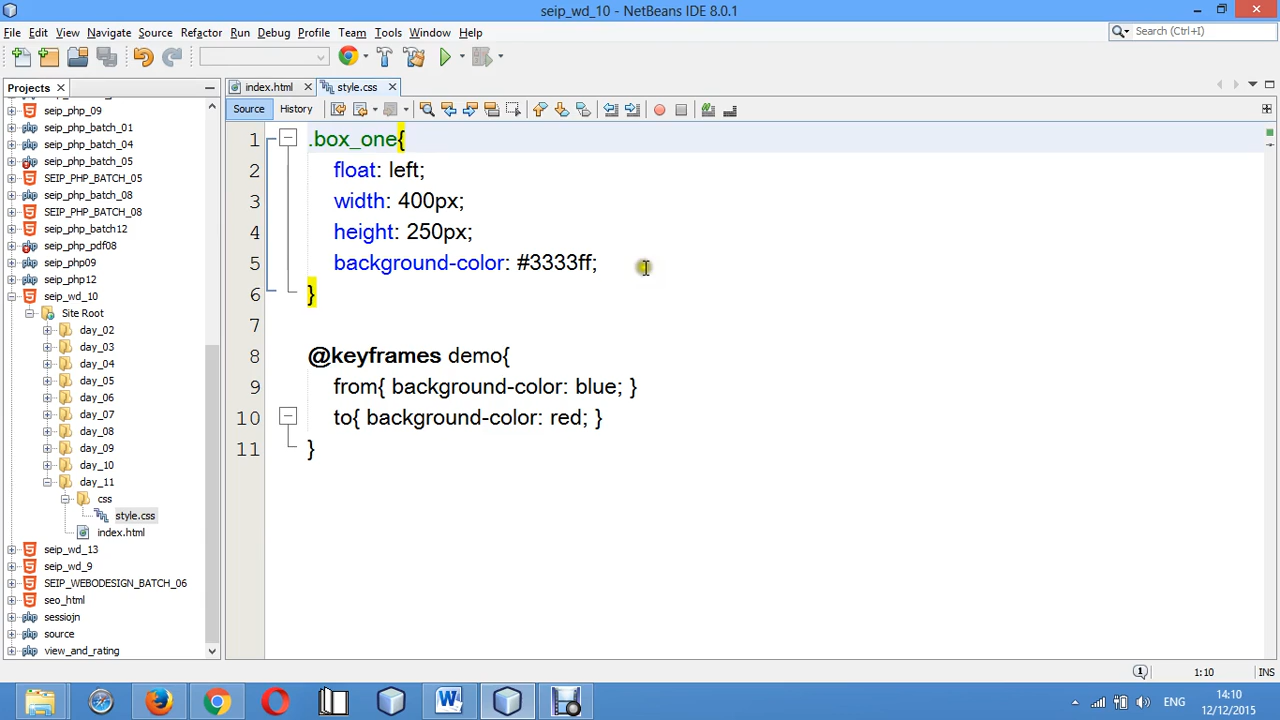 seip_wd_10 - NetBeans IDE 8.0.1
File Edit View Navigate Source Refactor Run Debug Profile Team Tools Window Help
Search (Ctrl+I)
Projects
index.html
style.css
Source History
seip_php_09
seip_php_batch_01
seip_php_batch_04
seip_php_batch_05
SEIP_PHP_BATCH_05
seip_php_batch_08
SEIP_PHP_BATCH_08
seip_php_batch12
seip_php_pdf08
seip_php09
seip_php12
seip_wd_10
Site Root
day_02
day_03
day_04
day_05
day_06
day_07
day_08
day_09
day_10
day_11
css
style.css
index.html
seip_wd_13
seip_wd_9
SEIP_WEBODESIGN_BATCH_06
seo_html
sessiojn
source
view_and_rating
1 .box_one{
2 float: left;
3 width: 400px;
4 height: 250px;
5 background-color: #3333ff;
6 }
7
8 @keyframes demo{
9 from{ background-color: blue; }
10 to{ background-color: red; }
11 }
1:10 INS
ENG
14:10
12/12/2015